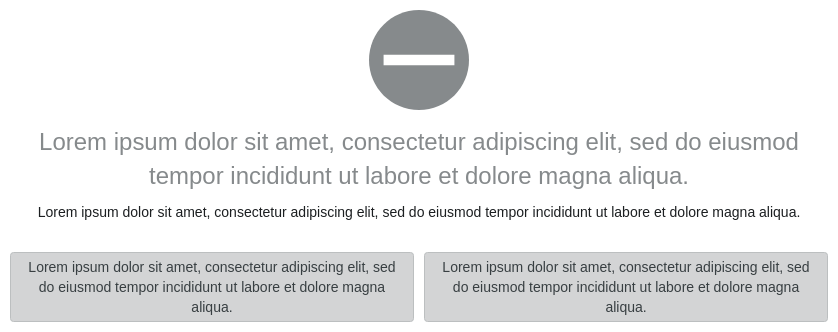 Lorem ipsum dolor sit amet, consectetur adipiscing elit, sed do eiusmod
tempor incididunt ut labore et dolore magna aliqua.
Lorem ipsum dolor sit amet, consectetur adipiscing elit, sed do eiusmod tempor incididunt ut labore et dolore magna aliqua.
Lorem ipsum dolor sit amet, consectetur adipiscing elit, sed
do eiusmod tempor incididunt ut labore et dolore magna
aliqua.
Lorem ipsum dolor sit amet, consectetur adipiscing elit, sed
do eiusmod tempor incididunt ut labore et dolore magna
aliqua.